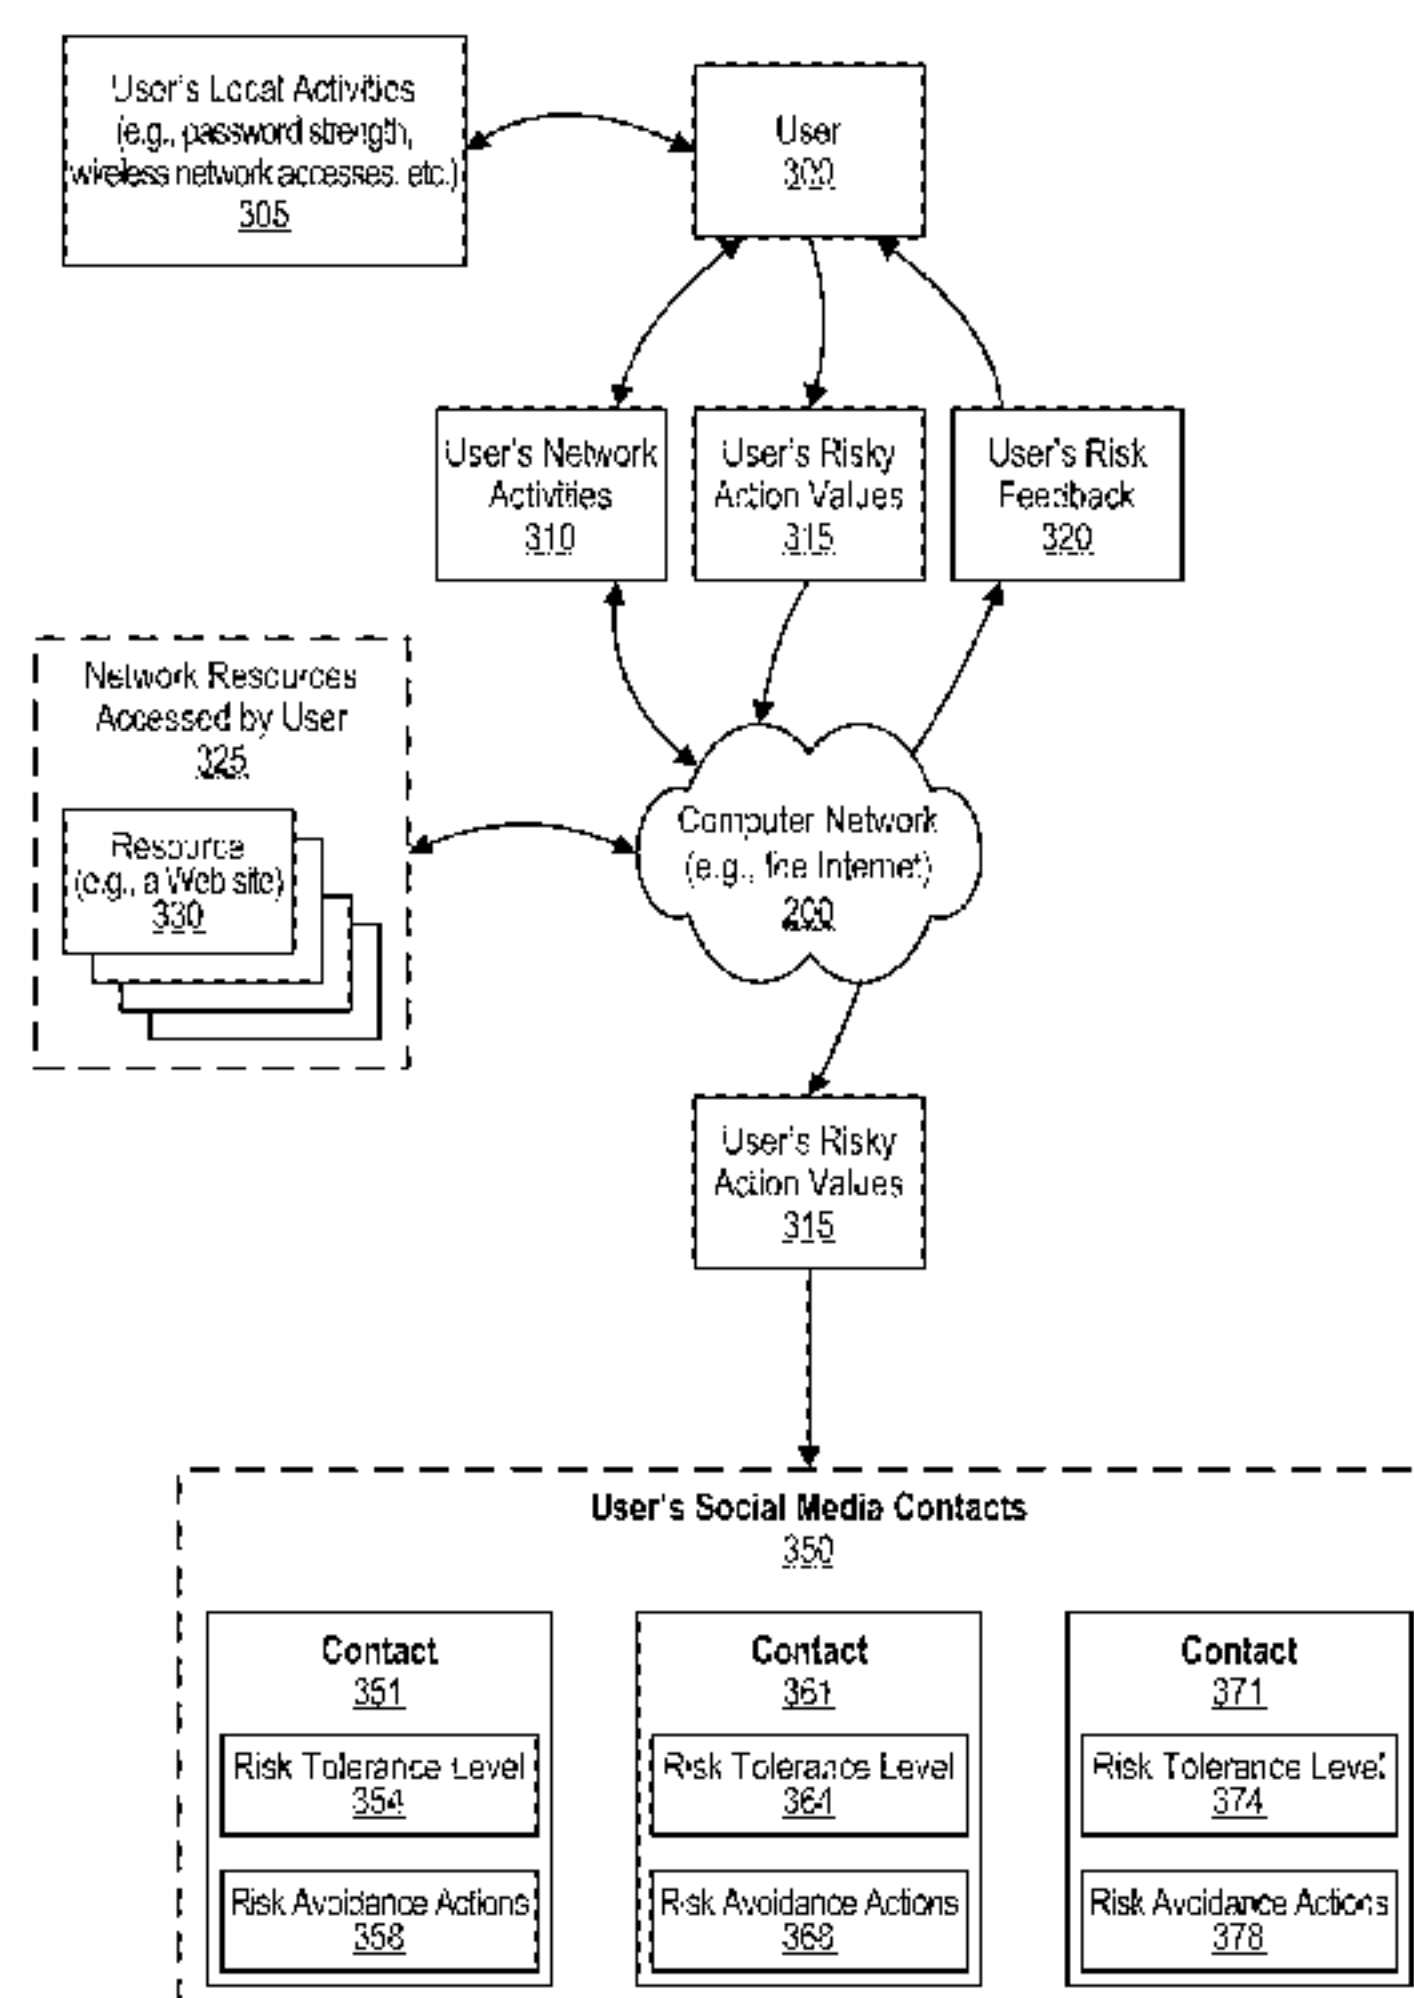 User's Local Activities
(e.g., password strength,
wireless network accesses, etc.)
305
User
300
User's Network
Activities
310
User's Risky
Action Values
315
User's Risk
Feedback
320
Network Resources
Accessed by User
325
Resource
(e.g., a Web site)
330
Computer Network
(e.g., the Internet)
200
User's Risky
Action Values
315
User's Social Media Contacts
350
Contact
351
Risk Tolerance Level
354
Risk Avoidance Actions
358
Contact
361
Risk Tolerance Level
364
Risk Avoidance Actions
368
Contact
371
Risk Tolerance Level
374
Risk Avoidance Actions
378